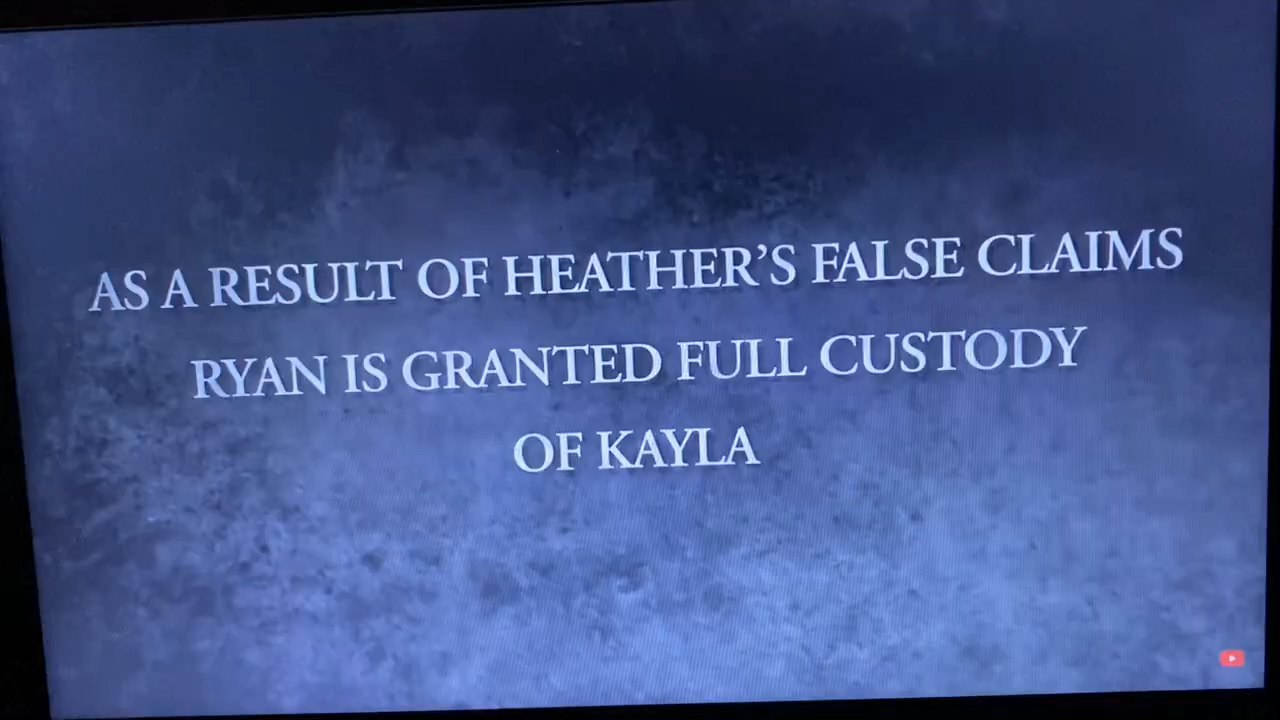 AS A RESULT OF HEATHER'S FALSE CLAIMS
RYAN IS GRANTED FULL CUSTODY
OF KAYLA